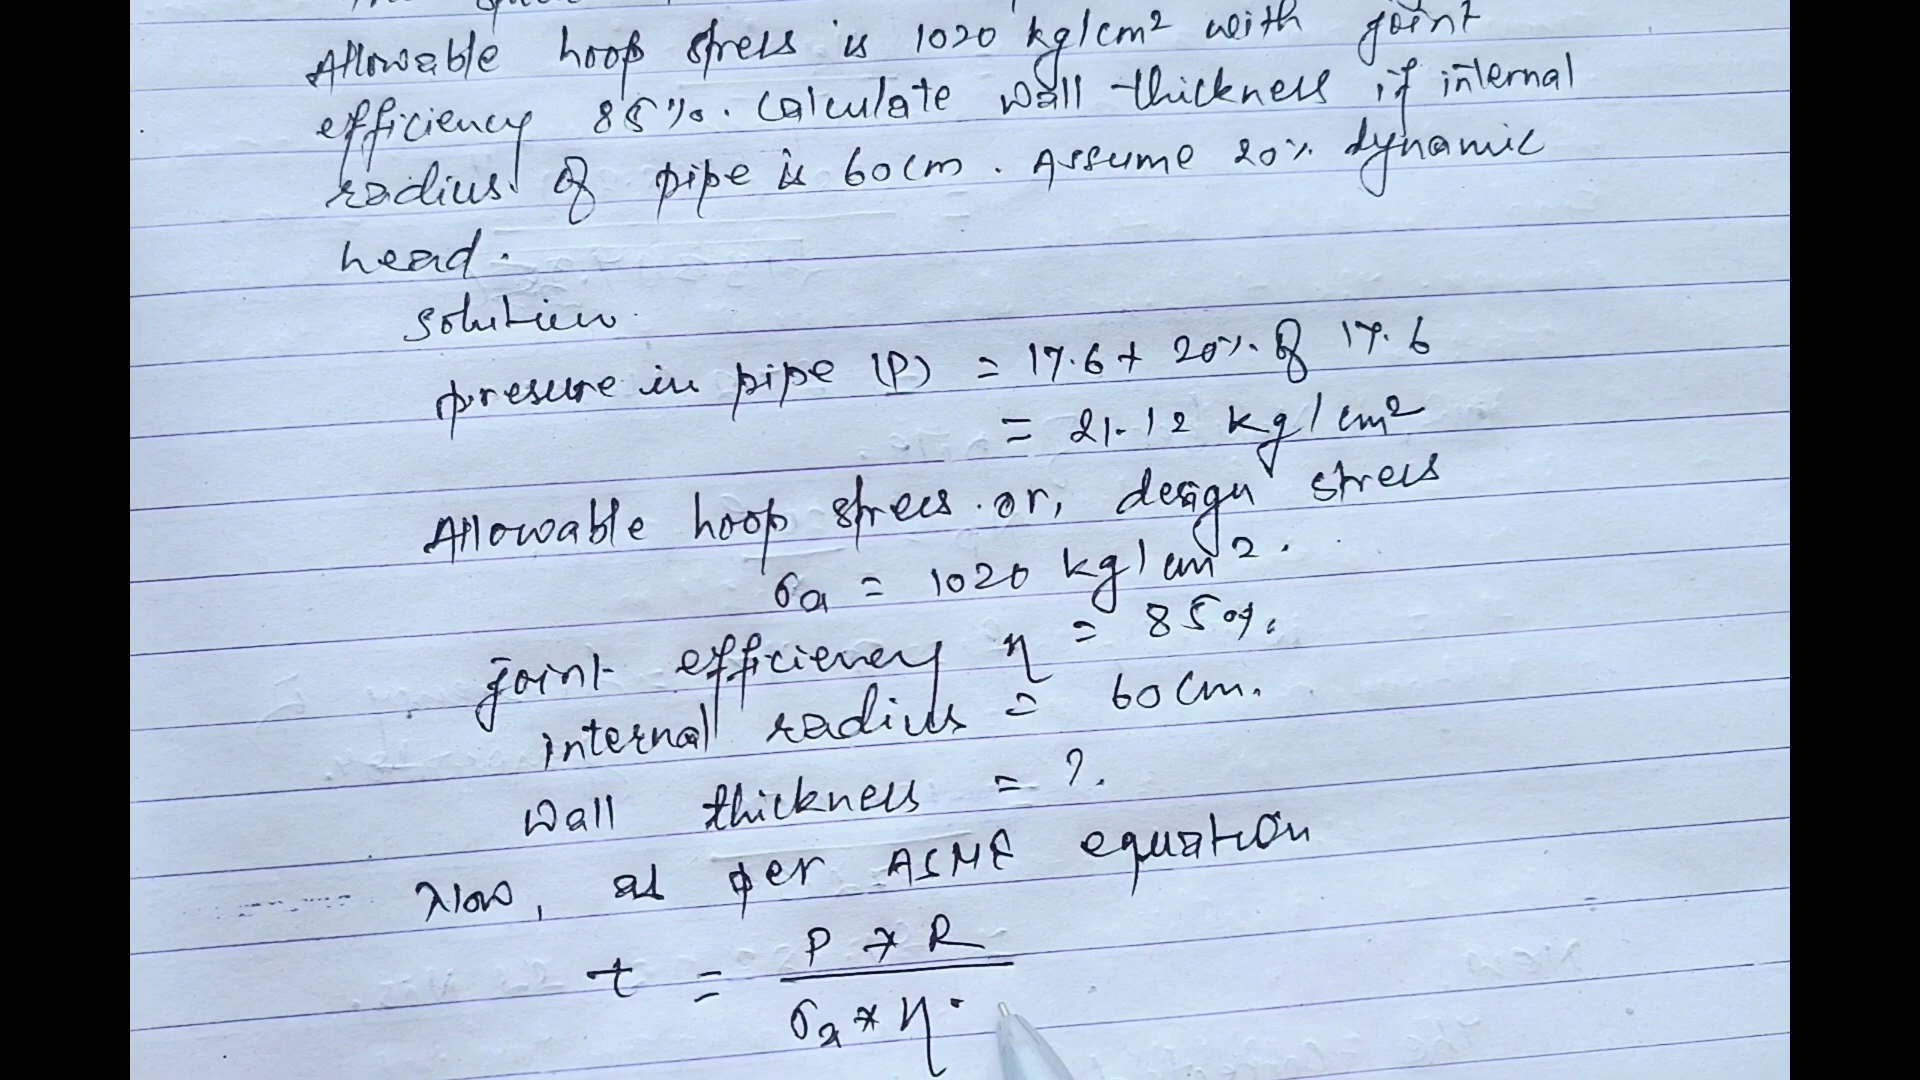 Allowable hoop stress is 1020 kg/cm² with joint
efficiency 85%. Calculate wall thickness if internal
radius of pipe is 60cm. Assume 20% dynamic
head.
Solution.
presure in pipe (P) = 17.6 + 20% of 17.6
= 21.12 kg/cm²
Allowable hoop stress or, design stress
σa = 1020 kg/cm².
joint efficiency η = 85%.
internal radius = 60 cm.
Wall thickness = ?.
Now, as per ASME equation
t = P * R
σa * η